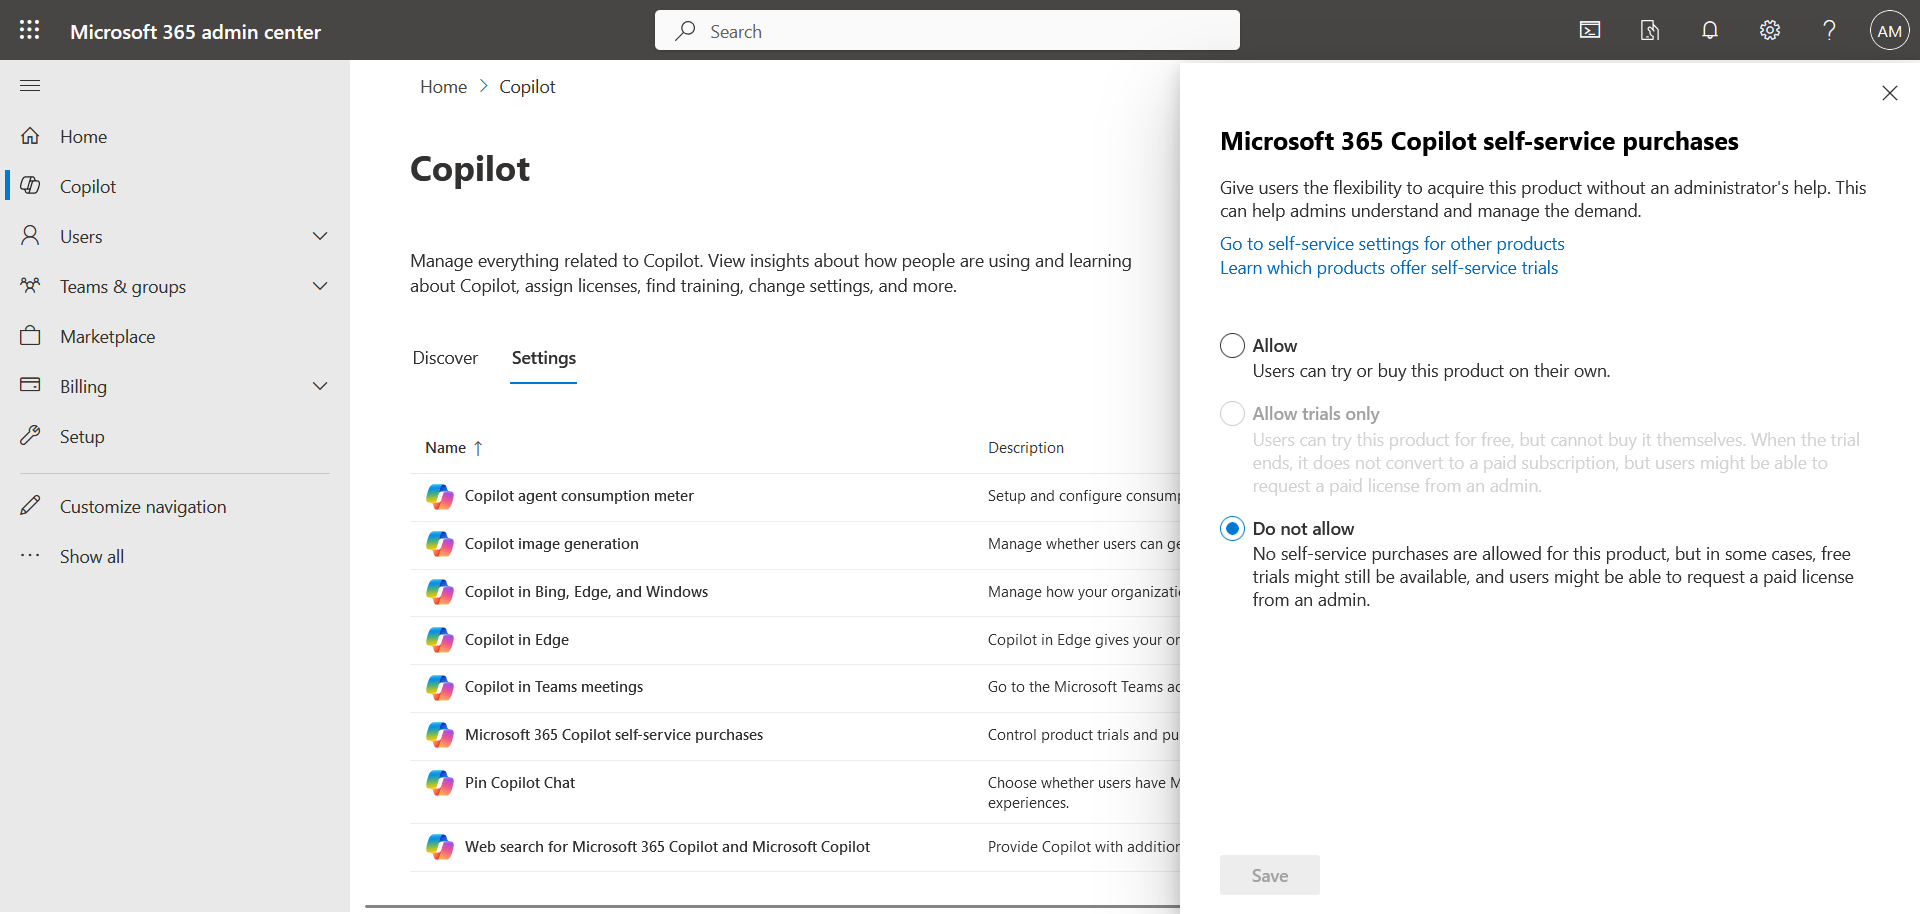 Microsoft 365 admin center
Search
AM
Home
Copilot
Users
Teams & groups
Marketplace
Billing
Setup
Customize navigation
Show all
Home > Copilot
Copilot
Manage everything related to Copilot. View insights about how people are using and learning
about Copilot, assign licenses, find training, change settings, and more.
Discover Settings
Name ↑ Description
Copilot agent consumption meter Setup and configure consump
Copilot image generation Manage whether users can ge
Copilot in Bing, Edge, and Windows Manage how your organizati
Copilot in Edge Copilot in Edge gives your or
Copilot in Teams meetings Go to the Microsoft Teams ad
Microsoft 365 Copilot self-service purchases Control product trials and pu
Pin Copilot Chat Choose whether users have M
experiences.
Web search for Microsoft 365 Copilot and Microsoft Copilot Provide Copilot with addition
Microsoft 365 Copilot self-service purchases
Give users the flexibility to acquire this product without an administrator's help. This
can help admins understand and manage the demand.
Go to self-service settings for other products
Learn which products offer self-service trials
Allow
Users can try or buy this product on their own.
Allow trials only
Users can try this product for free, but cannot buy it themselves. When the trial
ends, it does not convert to a paid subscription, but users might be able to
request a paid license from an admin.
Do not allow
No self-service purchases are allowed for this product, but in some cases, free
trials might still be available, and users might be able to request a paid license
from an admin.
Save